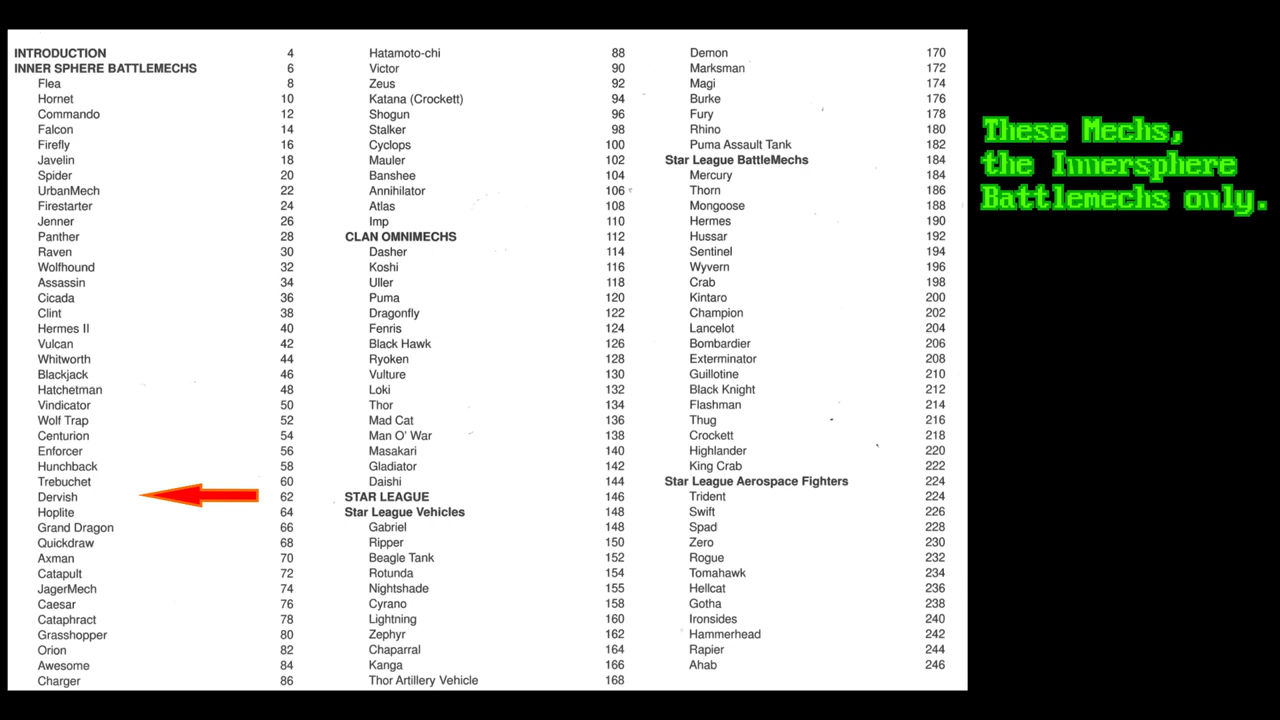 INTRODUCTION 4
INNER SPHERE BATTLEMECHS 6
Flea 8
Hornet 10
Commando 12
Falcon 14
Firefly 16
Javelin 18
Spider 20
UrbanMech 22
Firestarter 24
Jenner 26
Panther 28
Raven 30
Wolfhound 32
Assassin 34
Cicada 36
Clint 38
Hermes II 40
Vulcan 42
Whitworth 44
Blackjack 46
Hatchetman 48
Vindicator 50
Wolf Trap 52
Centurion 54
Enforcer 56
Hunchback 58
Trebuchet 60
Dervish 62
Hoplite 64
Grand Dragon 66
Quickdraw 68
Axman 70
Catapult 72
JagerMech 74
Caesar 76
Cataphract 78
Grasshopper 80
Orion 82
Awesome 84
Charger 86
Hatamoto-chi 88
Victor 90
Zeus 92
Katana (Crockett) 94
Shogun 96
Stalker 98
Cyclops 100
Mauler 102
Banshee 104
Annihilator 106
Atlas 108
Imp 110
CLAN OMNIMECHS 112
Dasher 114
Koshi 116
Uller 118
Puma 120
Dragonfly 122
Fenris 124
Black Hawk 126
Ryoken 128
Vulture 130
Loki 132
Thor 134
Mad Cat 136
Man O' War 138
Masakari 140
Gladiator 142
Daishi 144
STAR LEAGUE 146
Star League Vehicles 148
Gabriel 148
Ripper 150
Beagle Tank 152
Rotunda 154
Nightshade 155
Cyrano 158
Lightning 160
Zephyr 162
Chaparral 164
Kanga 166
Thor Artillery Vehicle 168
Demon 170
Marksman 172
Magi 174
Burke 176
Fury 178
Rhino 180
Puma Assault Tank 182
Star League BattleMechs 184
Mercury 184
Thorn 186
Mongoose 188
Hermes 190
Hussar 192
Sentinel 194
Wyvern 196
Crab 198
Kintaro 200
Champion 202
Lancelot 204
Bombardier 206
Exterminator 208
Guillotine 210
Black Knight 212
Flashman 214
Thug 216
Crockett 218
Highlander 220
King Crab 222
Star League Aerospace Fighters 224
Trident 224
Swift 226
Spad 228
Zero 230
Rogue 232
Tomahawk 234
Hellcat 236
Gotha 238
Ironsides 240
Hammerhead 242
Rapier 244
Ahab 246
These Mechs,
the Innersphere
Battlemechs only.